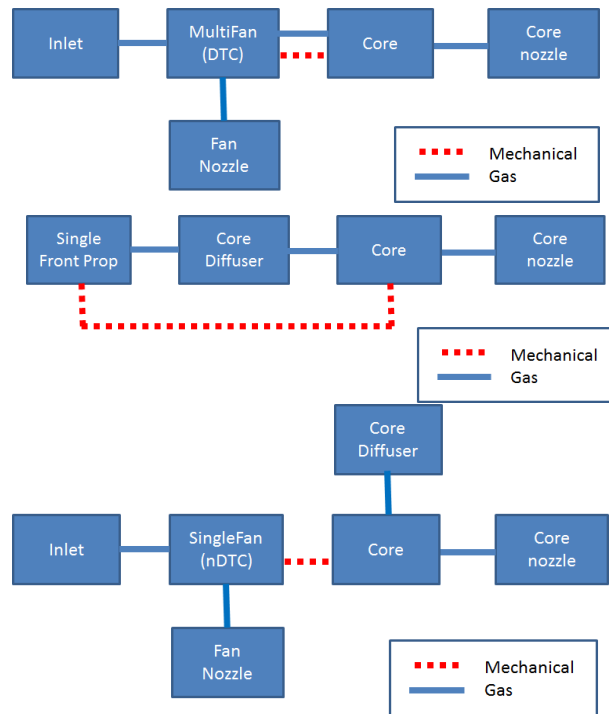 Inlet
MultiFan
(DTC)
Core
Core
nozzle
Fan
Nozzle
Mechanical
Gas
Single
Front Prop
Core
Diffuser
Core
Core
nozzle
Mechanical
Gas
Core
Diffuser
Inlet
SingleFan
(nDTC)
Core
Core
nozzle
Fan
Nozzle
Mechanical
Gas